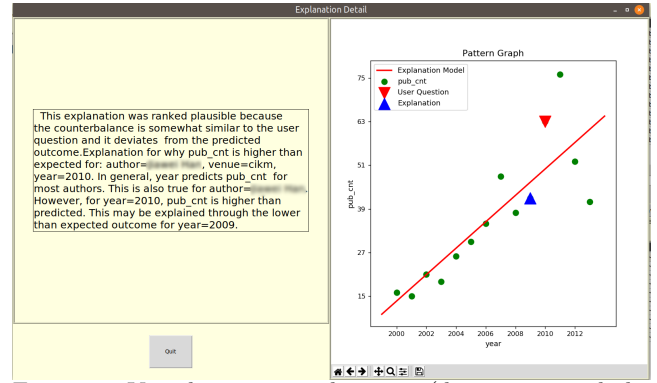 Explanation Detail
This explanation was ranked plausible because
the counterbalance is somewhat similar to the user
question and it deviates from the predicted
outcome.Explanation for why pub_cnt is higher than
expected for: author= , venue=cikm,
year=2010. In general, year predicts pub_cnt for
most authors. This is also true for author= .
However, for year=2010, pub_cnt is higher than
predicted. This may be explained through the lower
than expected outcome for year=2009.
Quit
Pattern Graph
Explanation Model
pub_cnt
User Question
Explanation
75
63
51
39
27
15
pub_cnt
2000 2002 2004 2006 2008 2010 2012
year